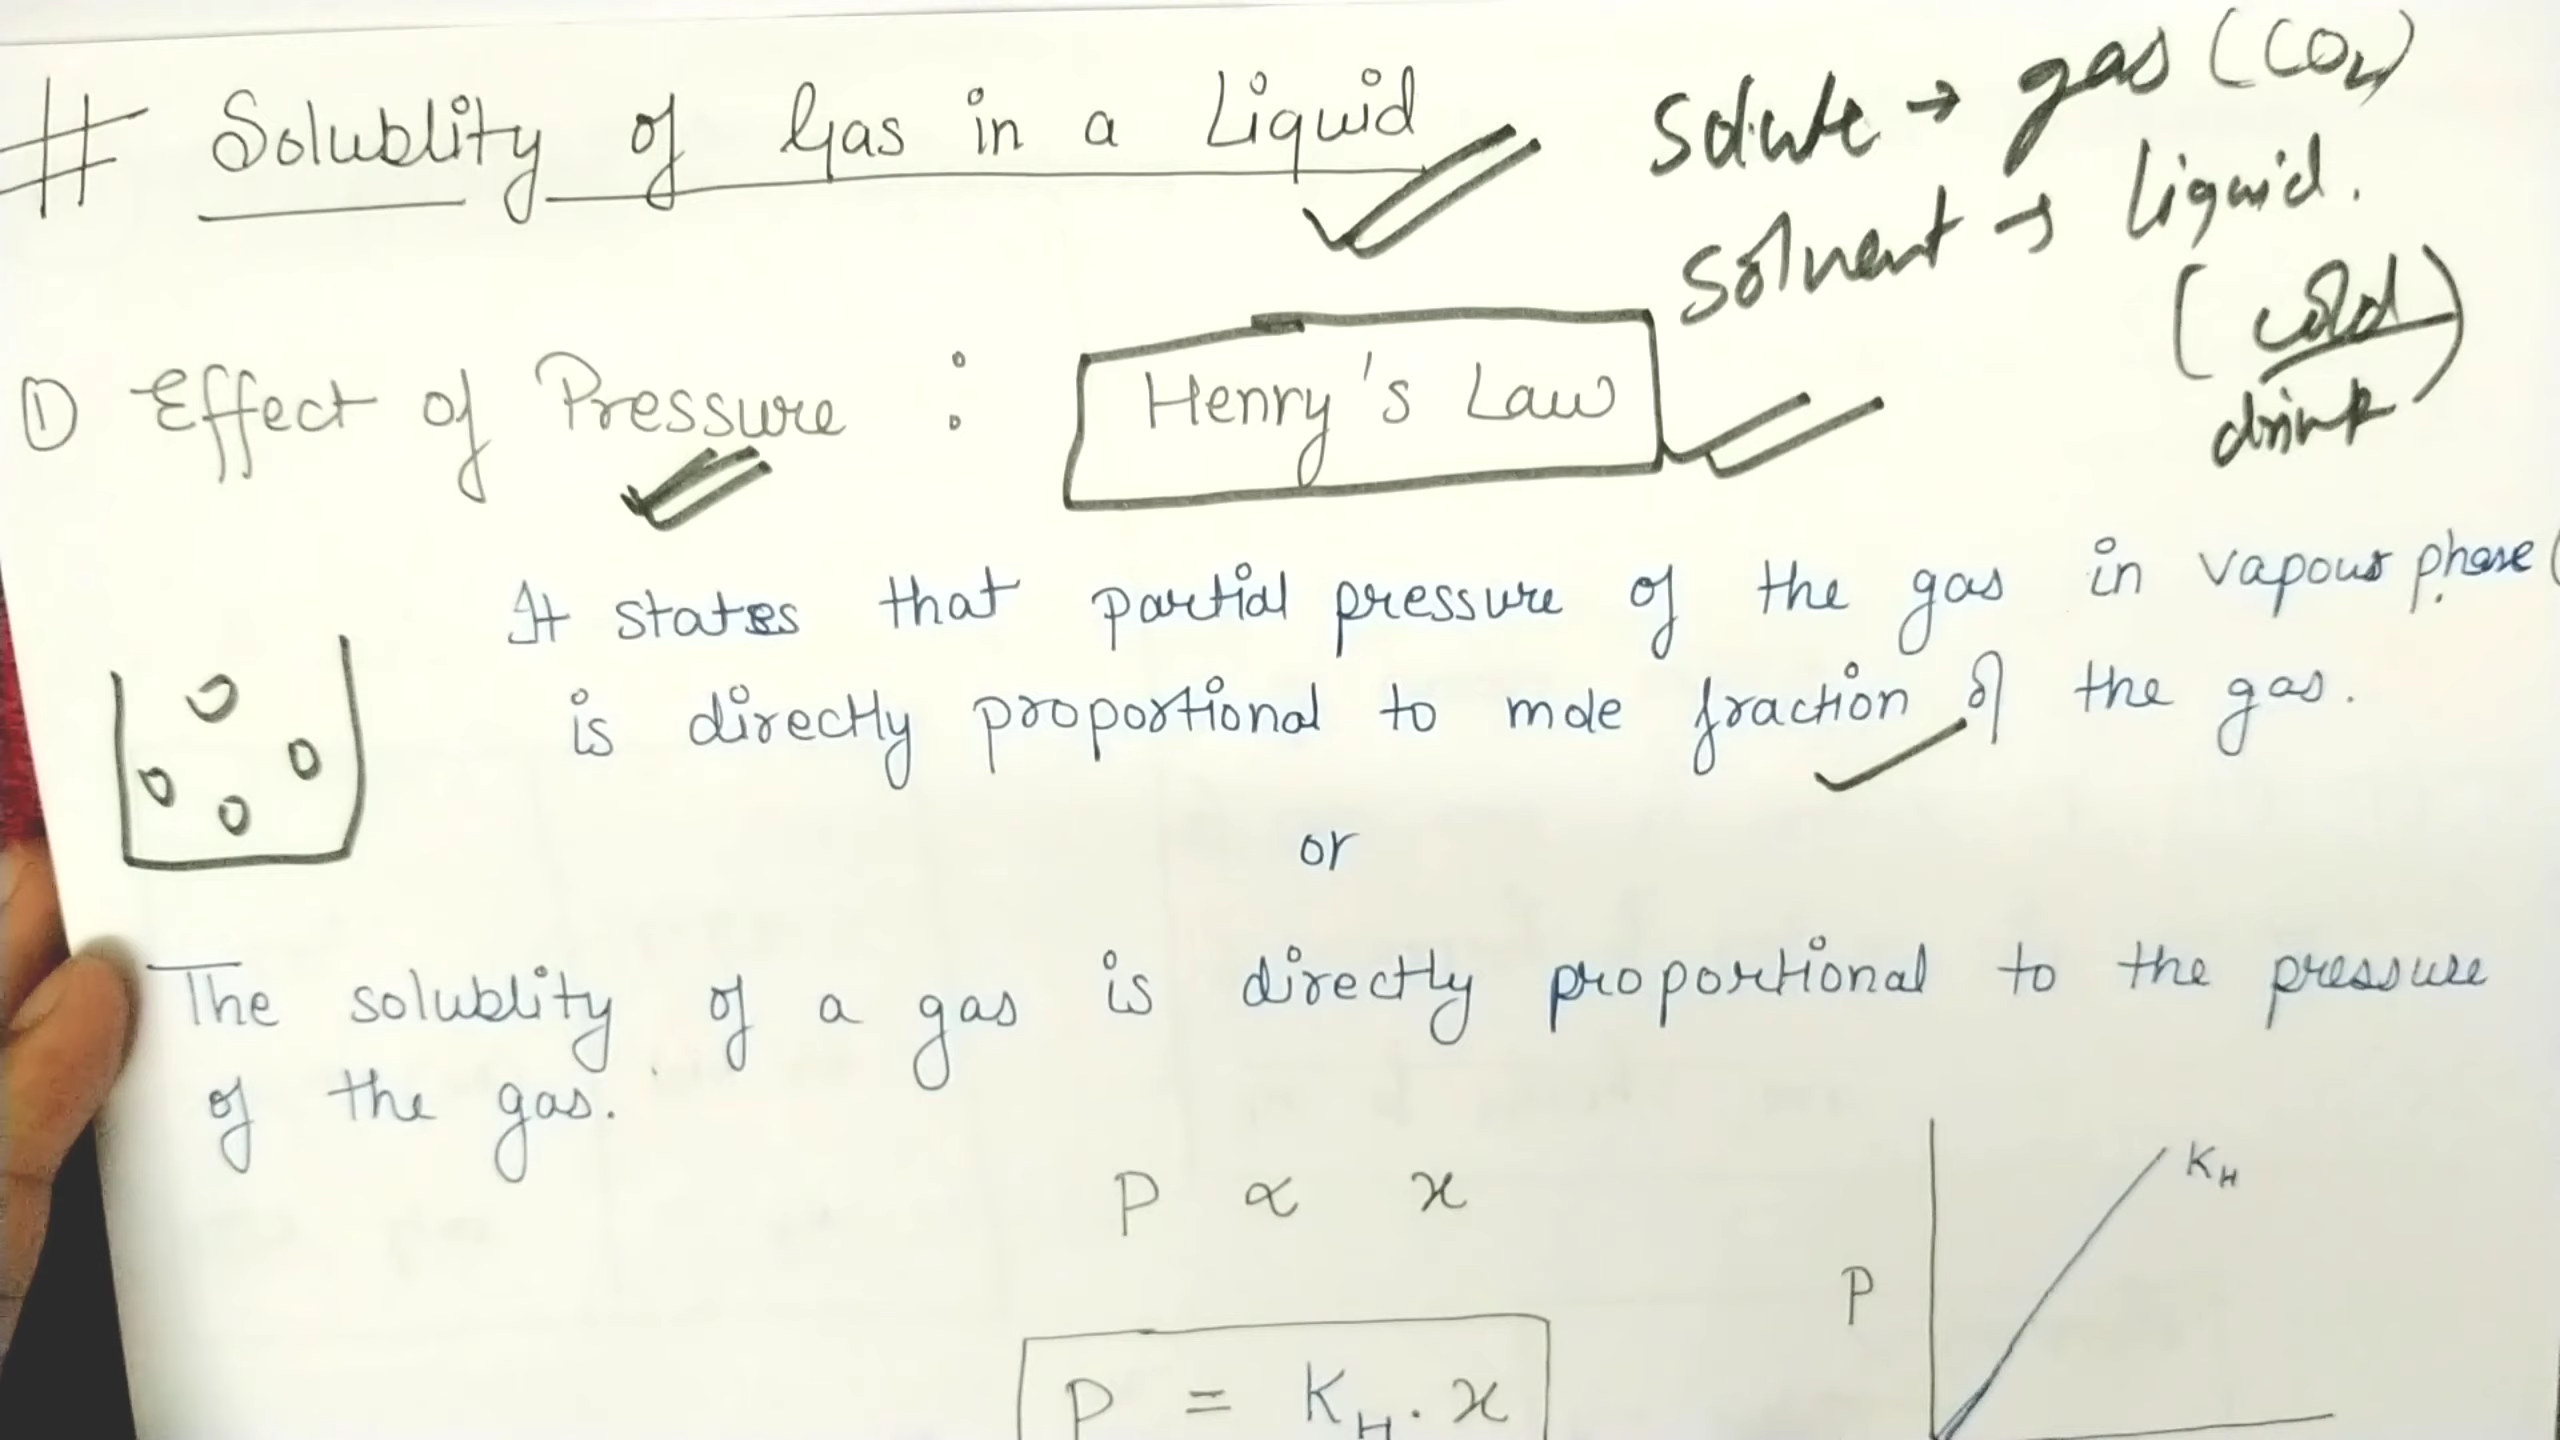 # Solublity of Gas in a Liquid
Solute → gas (CO₂)
Solvent → liquid.
(cold
drink)
① Effect of Pressure : Henry's Law
It states that partial pressure of the gas in vapour phase (
is directly proportional to mole fraction of the gas.
or
The solublity of a gas is directly proportional to the pressure
of the gas.
P ∝ x
K_H
P
P = K_H . x